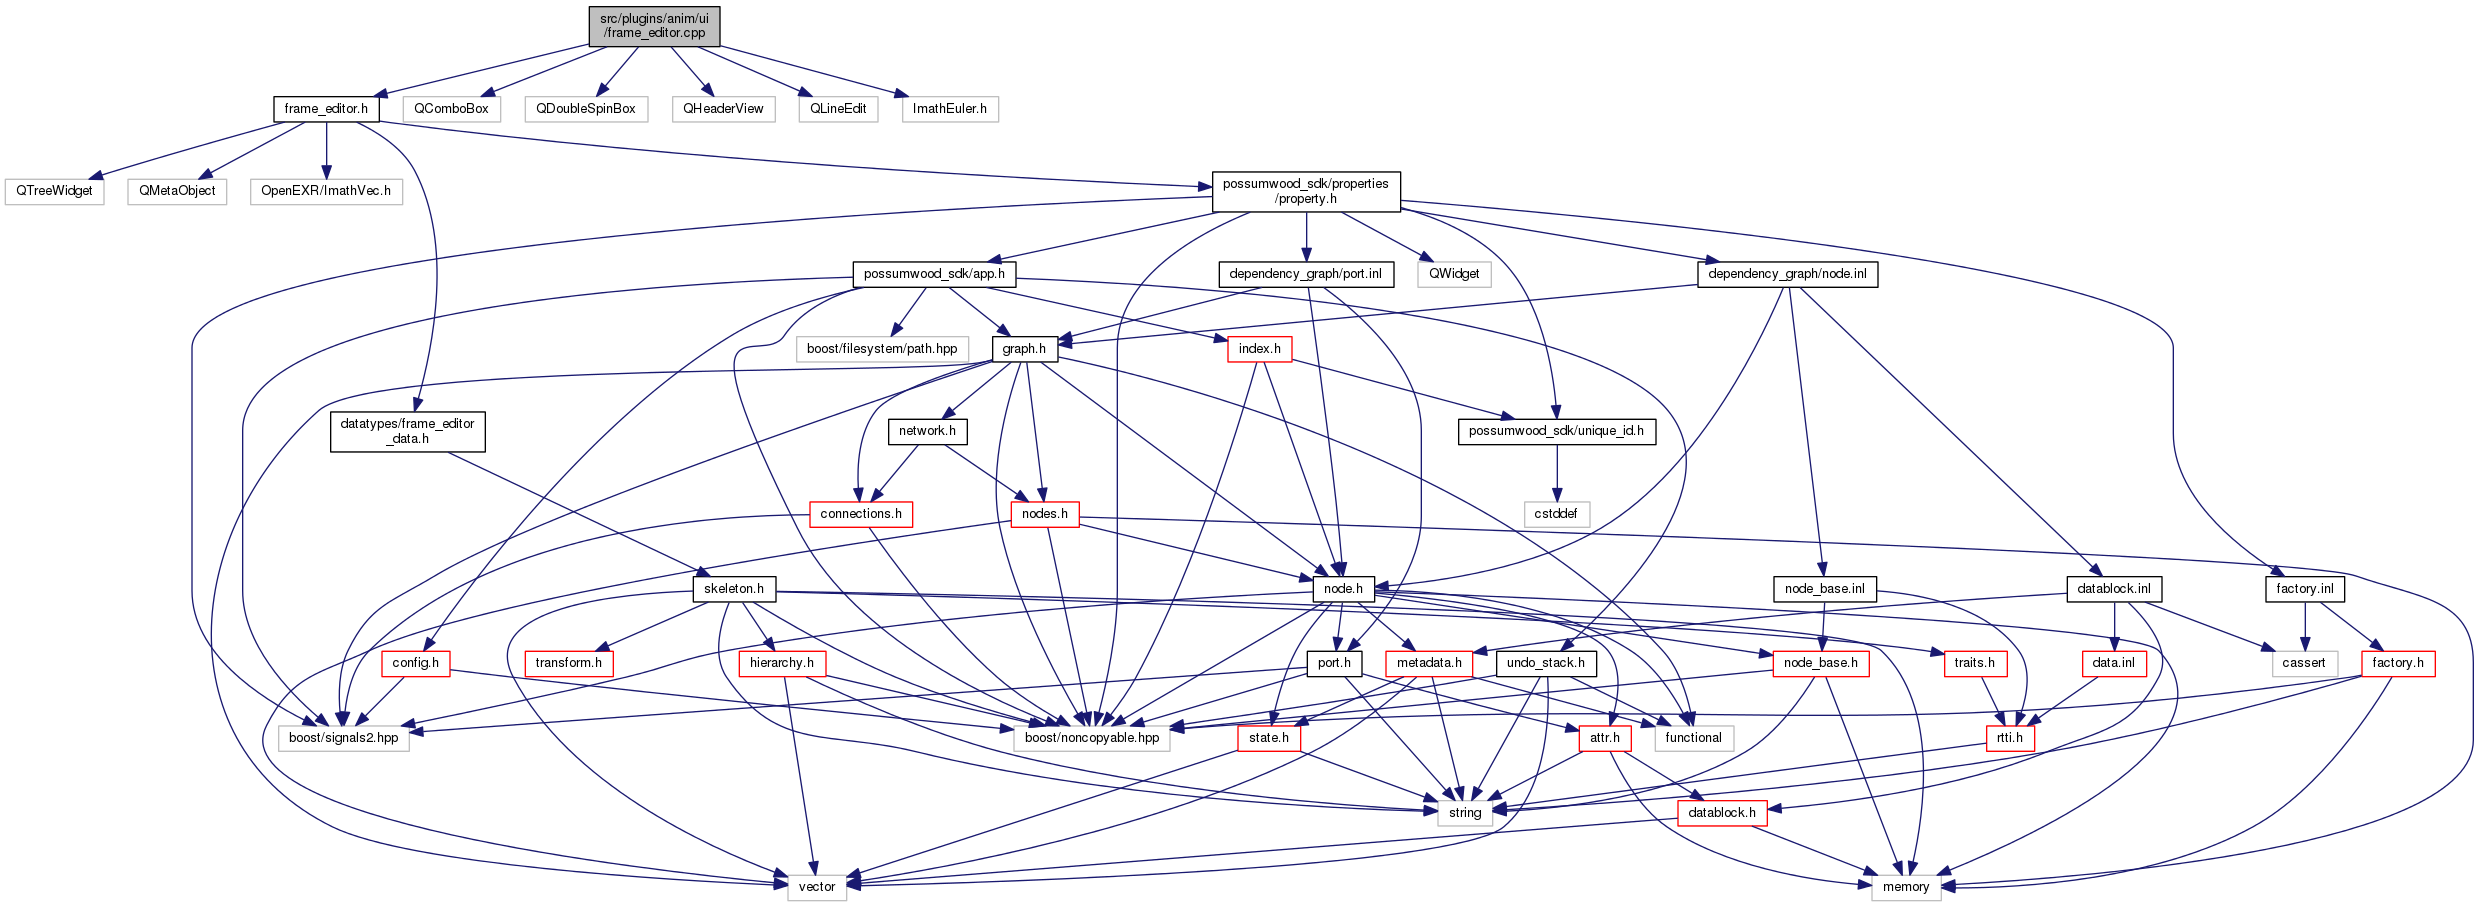 src/plugins/anim/ui
/frame_editor.cpp
frame_editor.h
QComboBox
QDoubleSpinBox
QHeaderView
QLineEdit
ImathEuler.h
QTreeWidget
QMetaObject
OpenEXR/ImathVec.h
possumwood_sdk/properties
/property.h
possumwood_sdk/app.h
dependency_graph/port.inl
QWidget
dependency_graph/node.inl
boost/filesystem/path.hpp
graph.h
index.h
datatypes/frame_editor
_data.h
network.h
possumwood_sdk/unique_id.h
connections.h
nodes.h
cstddef
skeleton.h
node.h
node_base.inl
datablock.inl
factory.inl
config.h
transform.h
hierarchy.h
port.h
metadata.h
undo_stack.h
node_base.h
traits.h
data.inl
cassert
factory.h
boost/signals2.hpp
boost/noncopyable.hpp
state.h
attr.h
functional
rtti.h
string
datablock.h
vector
memory